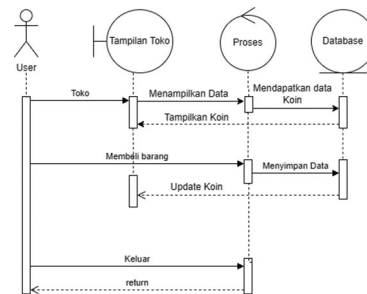 User
Tampilan Toko
Proses
Database
Toko
Menampilkan Data
Mendapatkan data
Koin
Tampilkan Koin
Membeli barang
Menyimpan Data
Update Koin
Keluar
return